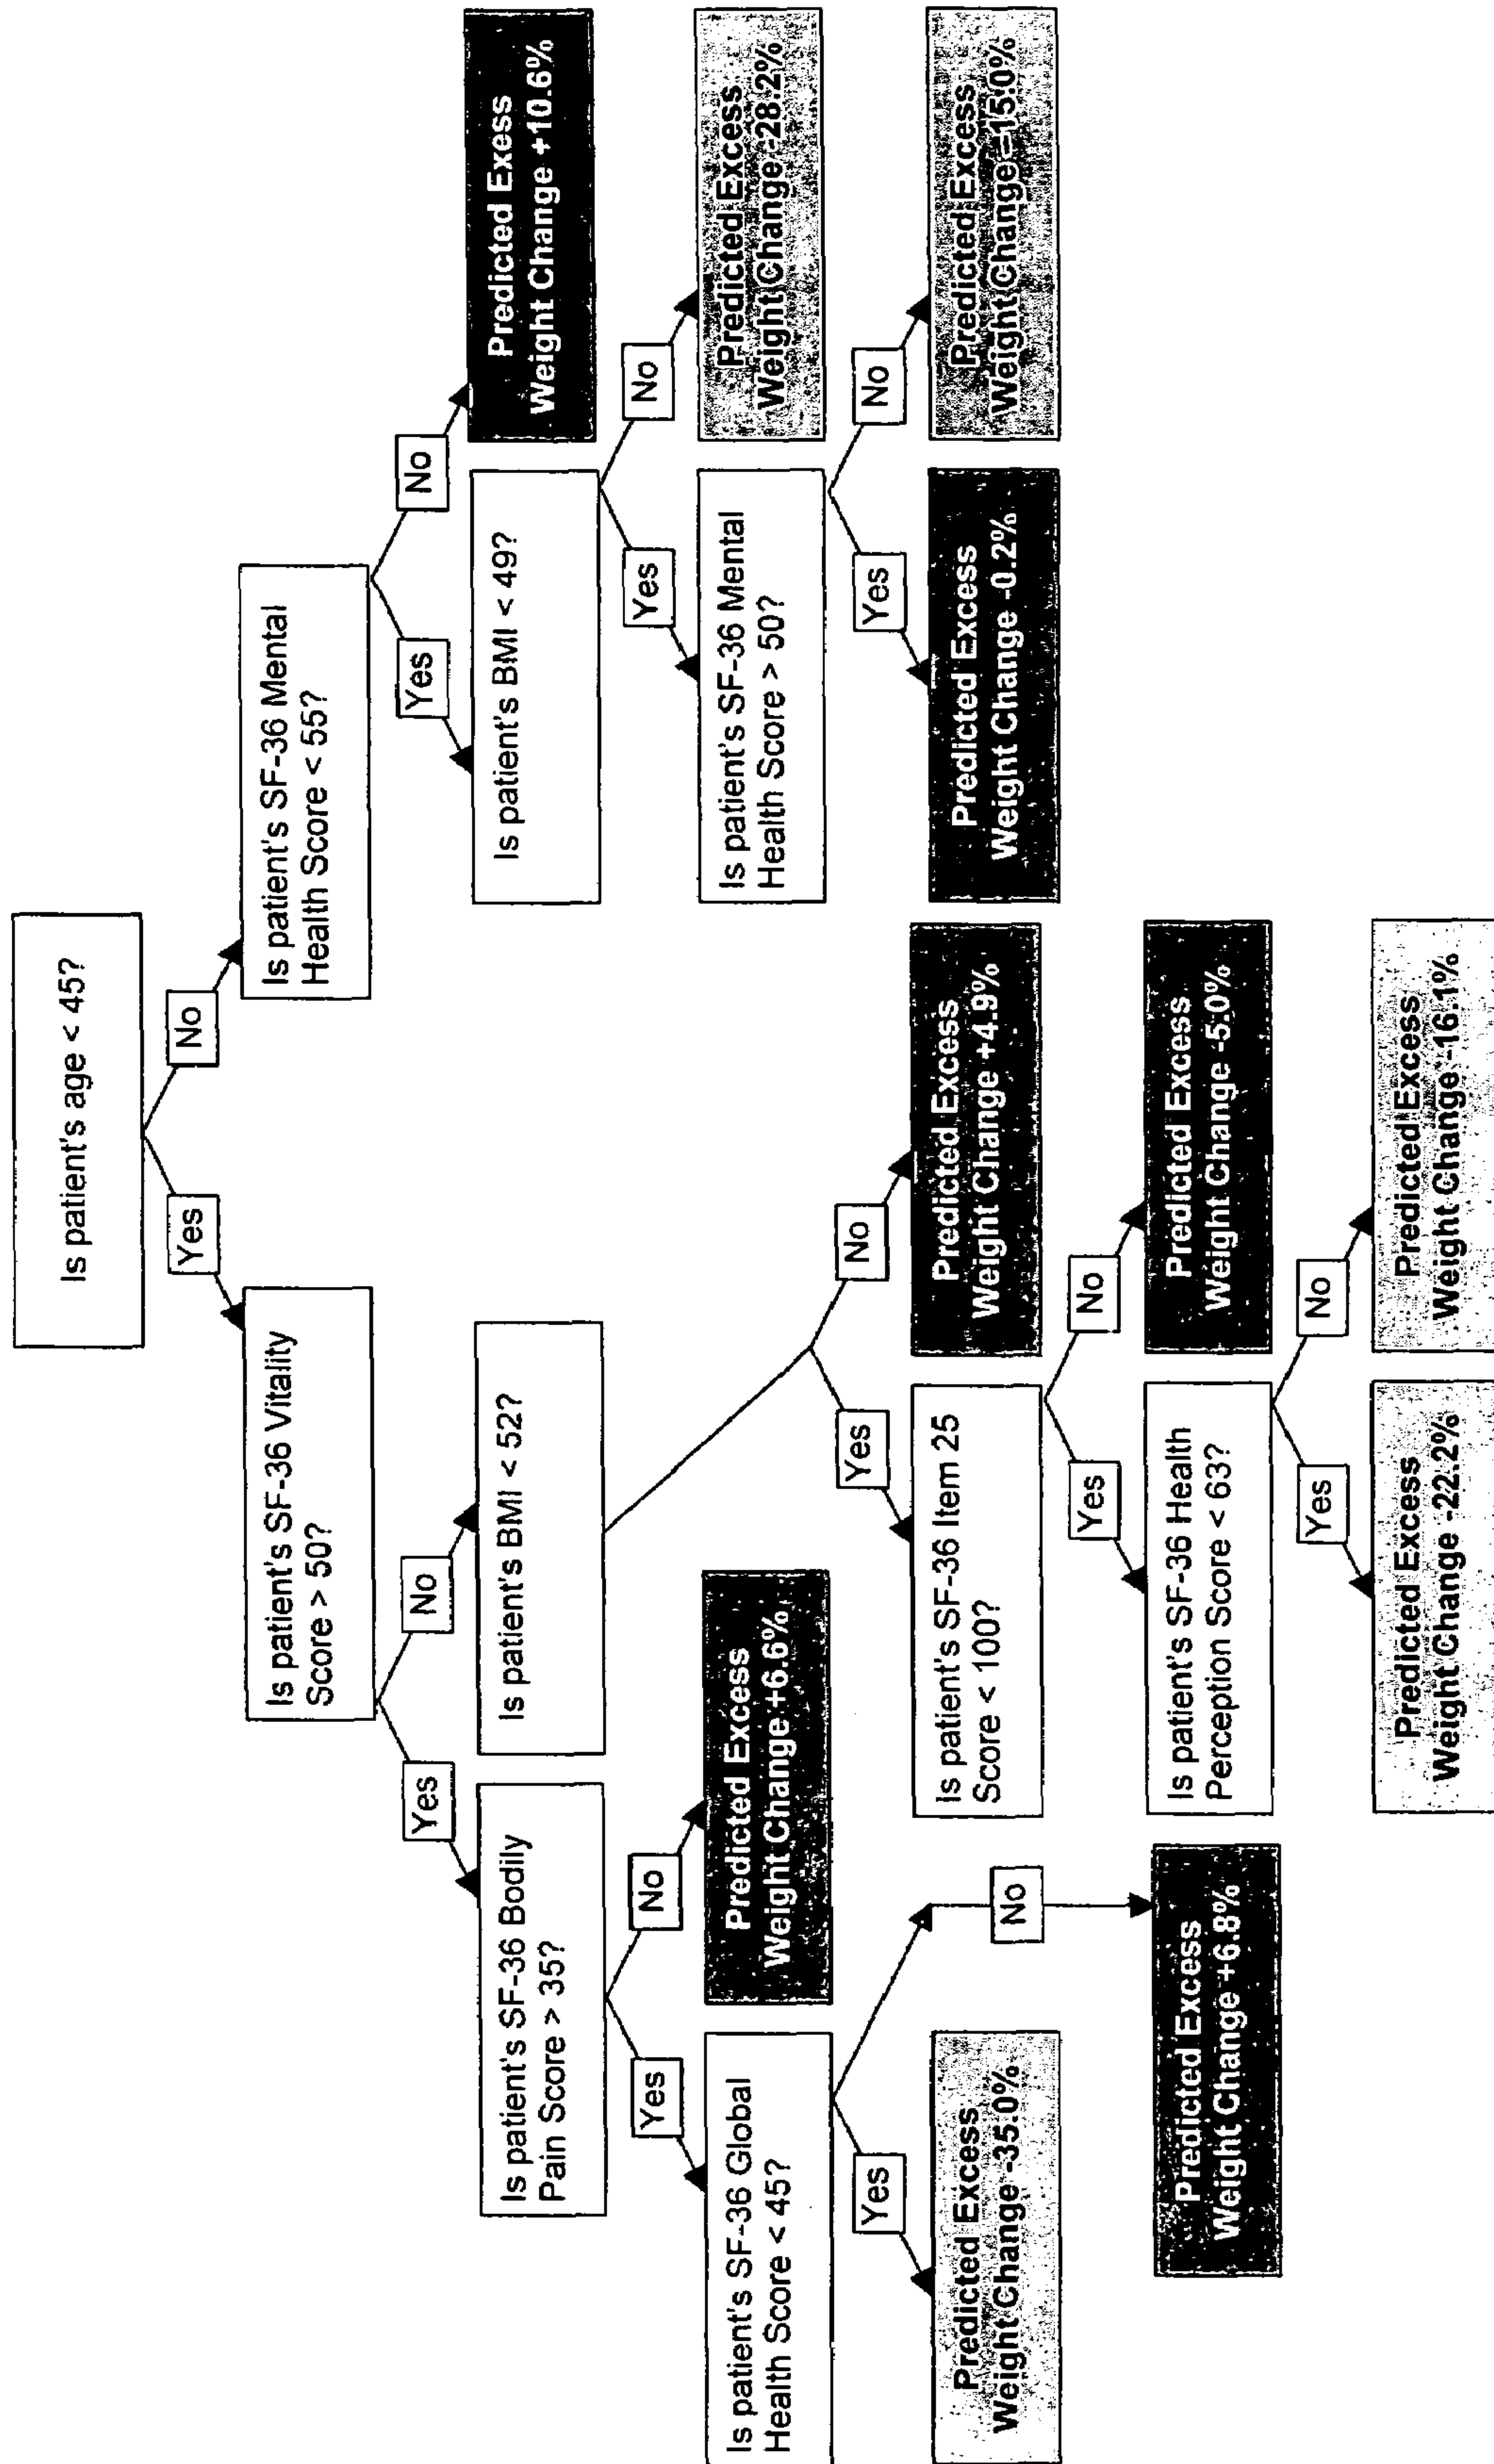 Is patient's age < 45?
Yes
No
Is patient's SF-36 Vitality
Score > 50?
Is patient's SF-36 Mental
Health Score < 55?
Yes
No
Yes
No
Is patient's SF-36 Bodily
Pain Score > 35?
Is patient's BMI < 52?
Is patient's BMI < 49?
Predicted Exess
Weight Change +10.6%
Yes
No
Yes
No
Is patient's SF-36 Global
Health Score < 45?
Predicted Excess
Weight Change +6.6%
Is patient's SF-36 Mental
Health Score > 50?
Predicted Excess
Weight Change -28.2%
Yes
No
Yes
No
Yes
No
Predicted Excess
Weight Change -35.0%
Is patient's SF-36 Item 25
Score < 100?
Predicted Excess
Weight Change +4.9%
Predicted Excess
Weight Change -0.2%
Predicted Excess
Weight Change -15.0%
Yes
No
Predicted Excess
Weight Change +6.8%
Is patient's SF-36 Health
Perception Score < 63?
Predicted Excess
Weight Change -5.0%
Yes
No
Predicted Excess
Weight Change -22.2%
Predicted Excess
Weight Change -16.1%